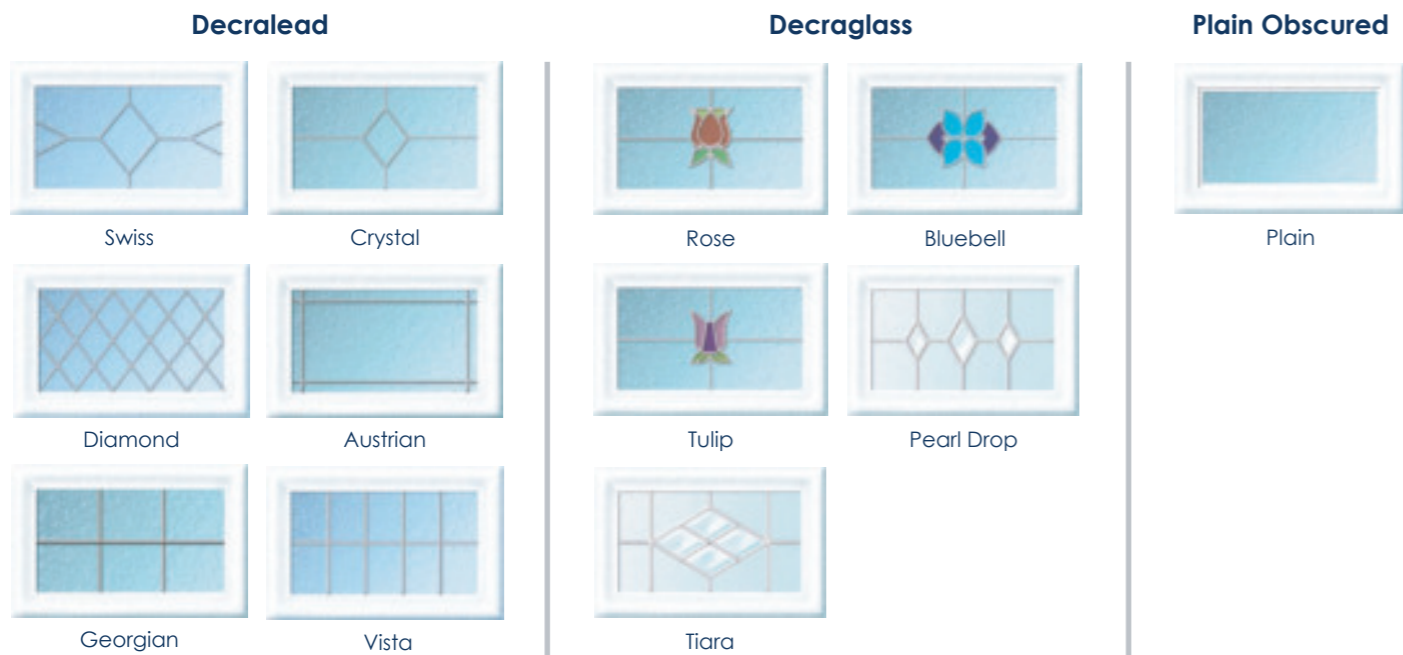 Decralead
Swiss
Crystal
Diamond
Austrian
Georgian
Vista
Decraglass
Rose
Bluebell
Tulip
Pearl Drop
Tiara
Plain Obscured
Plain